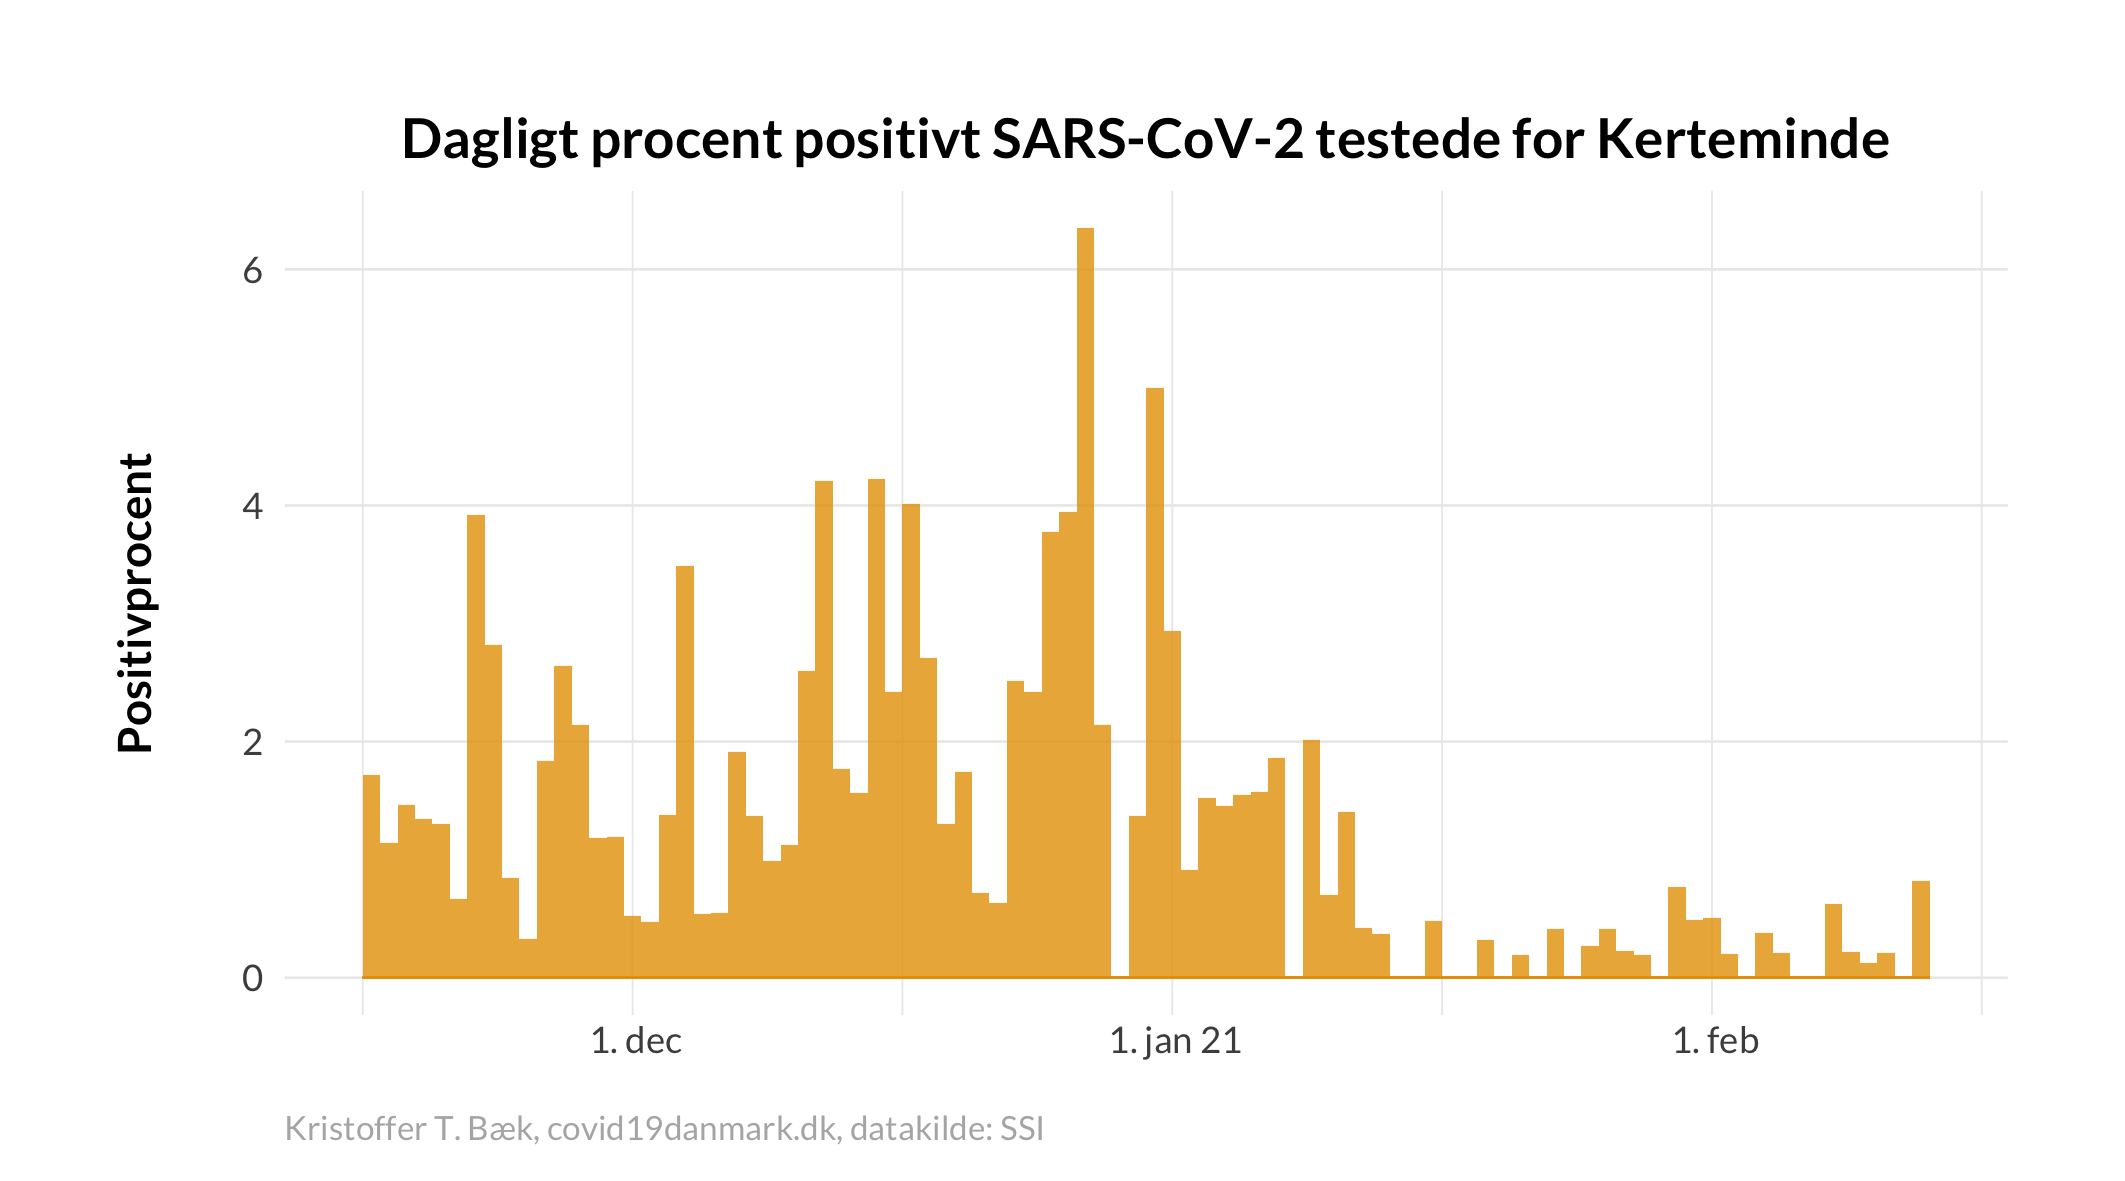 Dagligt procent positivt SARS-CoV-2 testede for Kerteminde
Positivprocent
6
4
2
0
1. dec
1. jan 21
1. feb
Kristoffer T. Bæk, covid19danmark.dk, datakilde: SSI